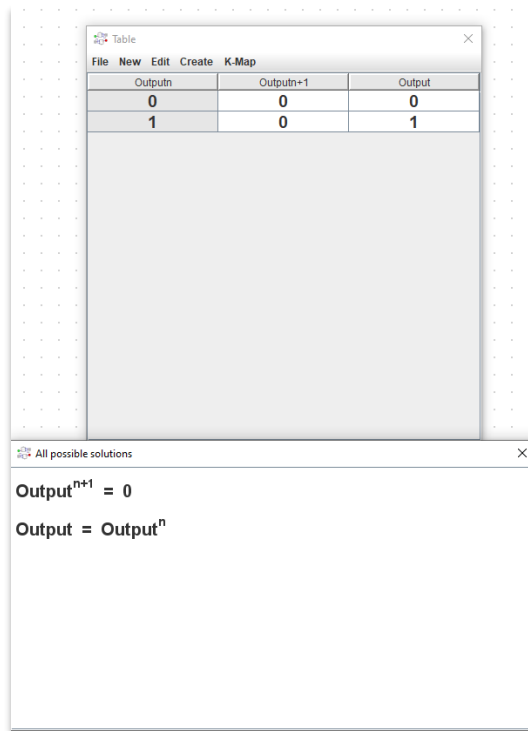 Table
File New Edit Create K-Map
Outputn Outputn+1 Output
0 0 0
1 0 1
All possible solutions
Outputⁿ⁺¹ = 0
Output = Outputⁿ